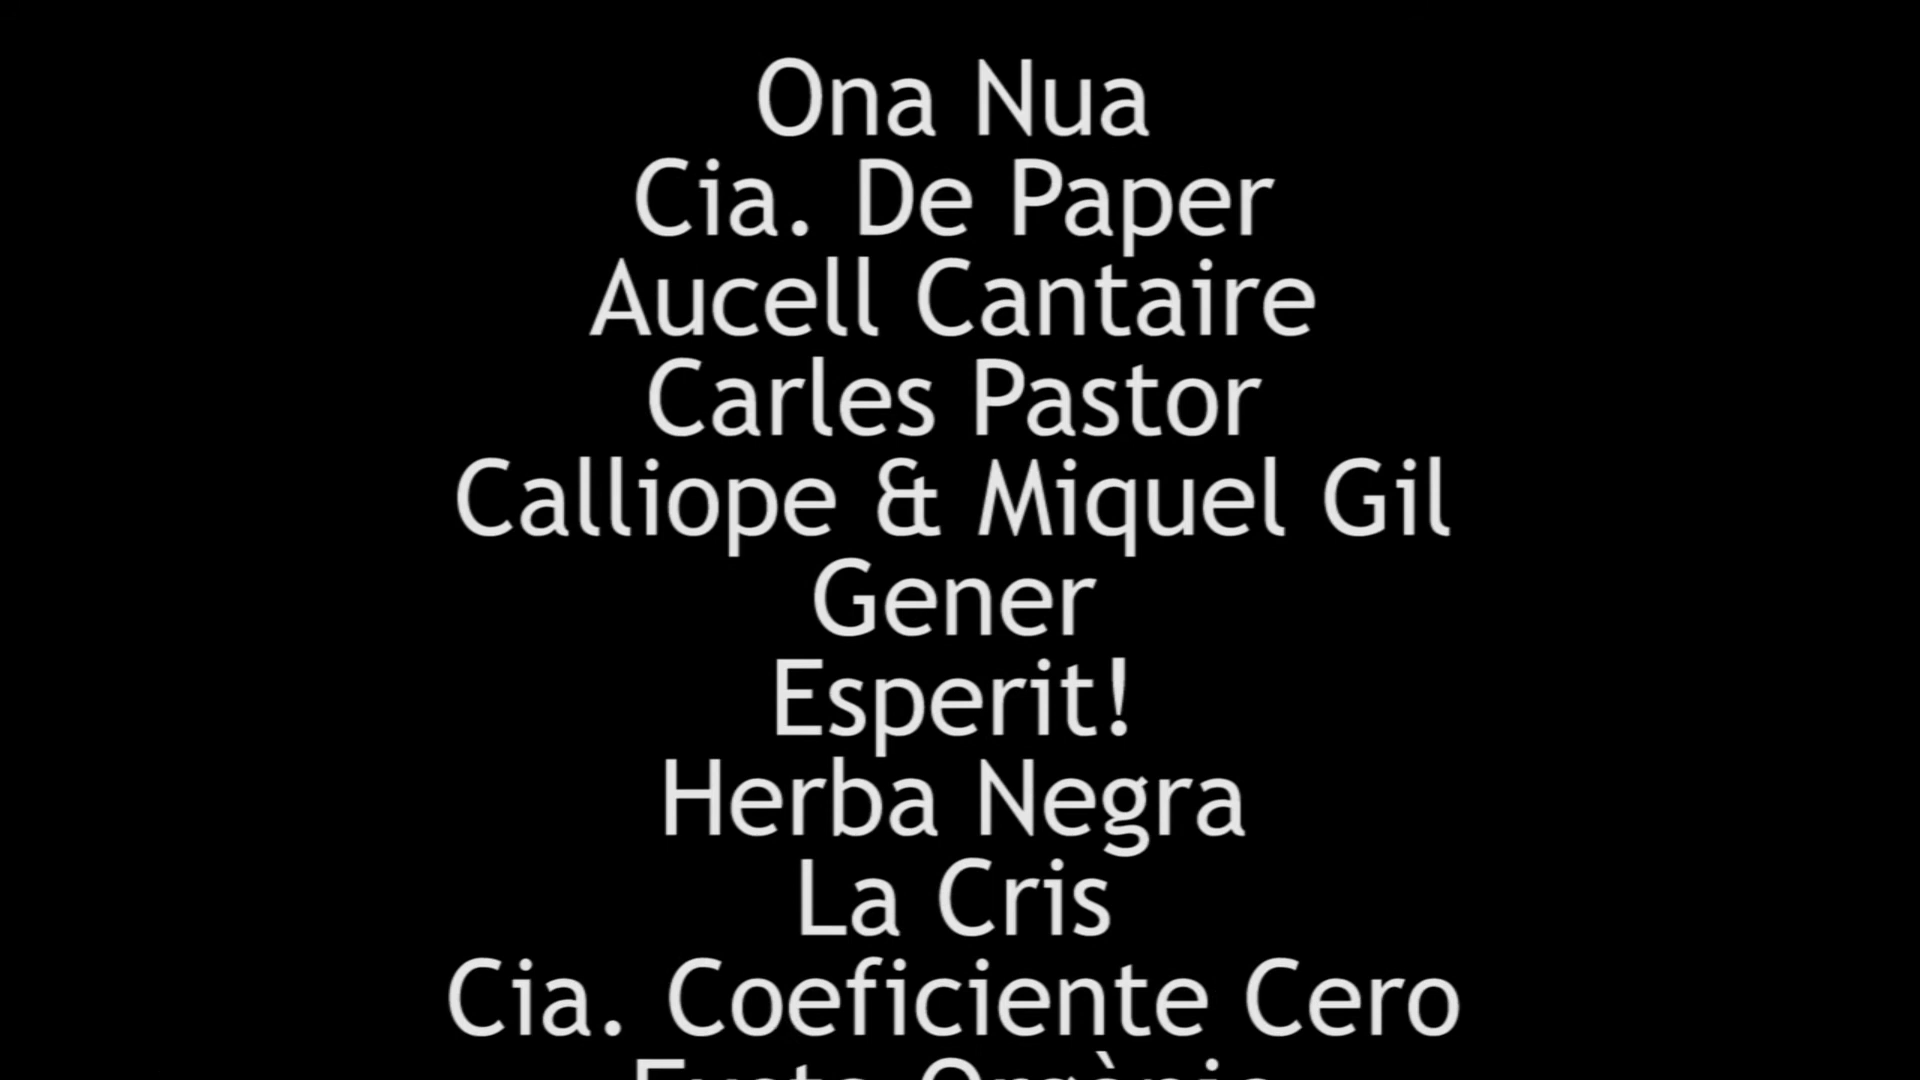 Ona Nua
Cia. De Paper
Aucell Cantaire
Carles Pastor
Calliope & Miquel Gil
Gener
Esperit!
Herba Negra
La Cris
Cia. Coeficiente Cero